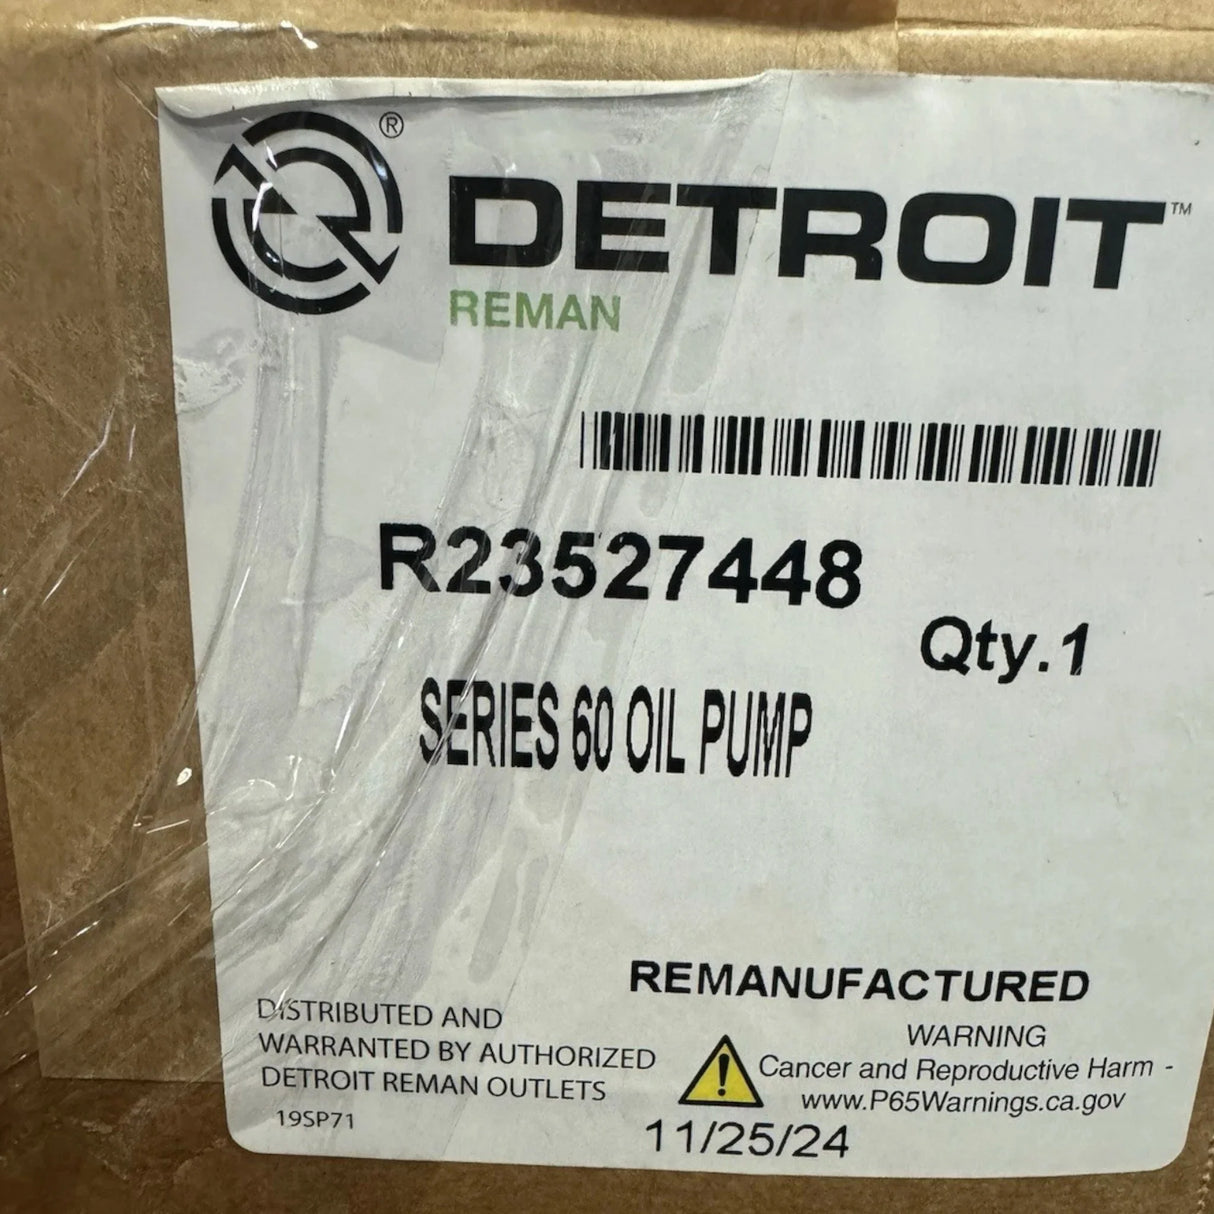 ®
DETROIT™
REMAN
R23527448
Qty.1
SERIES 60 OIL PUMP
REMANUFACTURED
DISTRIBUTED AND
WARRANTED BY AUTHORIZED
DETROIT REMAN OUTLETS
19SP71
WARNING
Cancer and Reproductive Harm -
www.P65Warnings.ca.gov
11/25/24